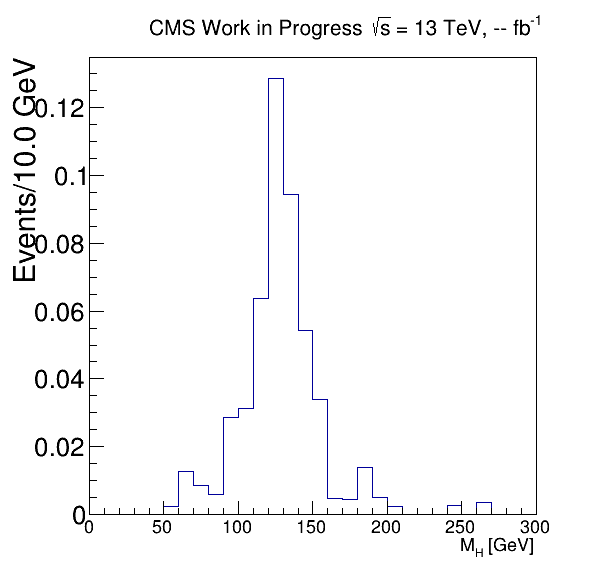 CMS Work in Progress √s = 13 TeV, -- fb⁻¹
Events/10.0 GeV
0.12
0.1
0.08
0.06
0.04
0.02
0
0 50 100 150 200 250 300
M_H [GeV]